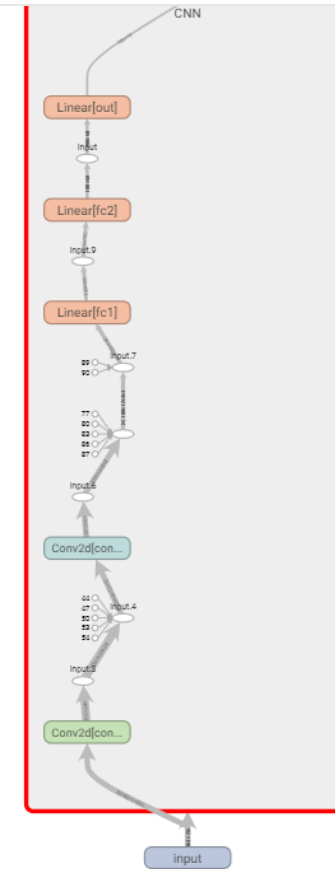 CNN
Linear[out]
Input
Linear[fc2]
Input.9
Linear[fc1]
Input.7
89
90
77
80
83
85
87
Input.6
Conv2d[con...
44
47
50
53
54
Input.4
Input.3
Conv2d[con...
input